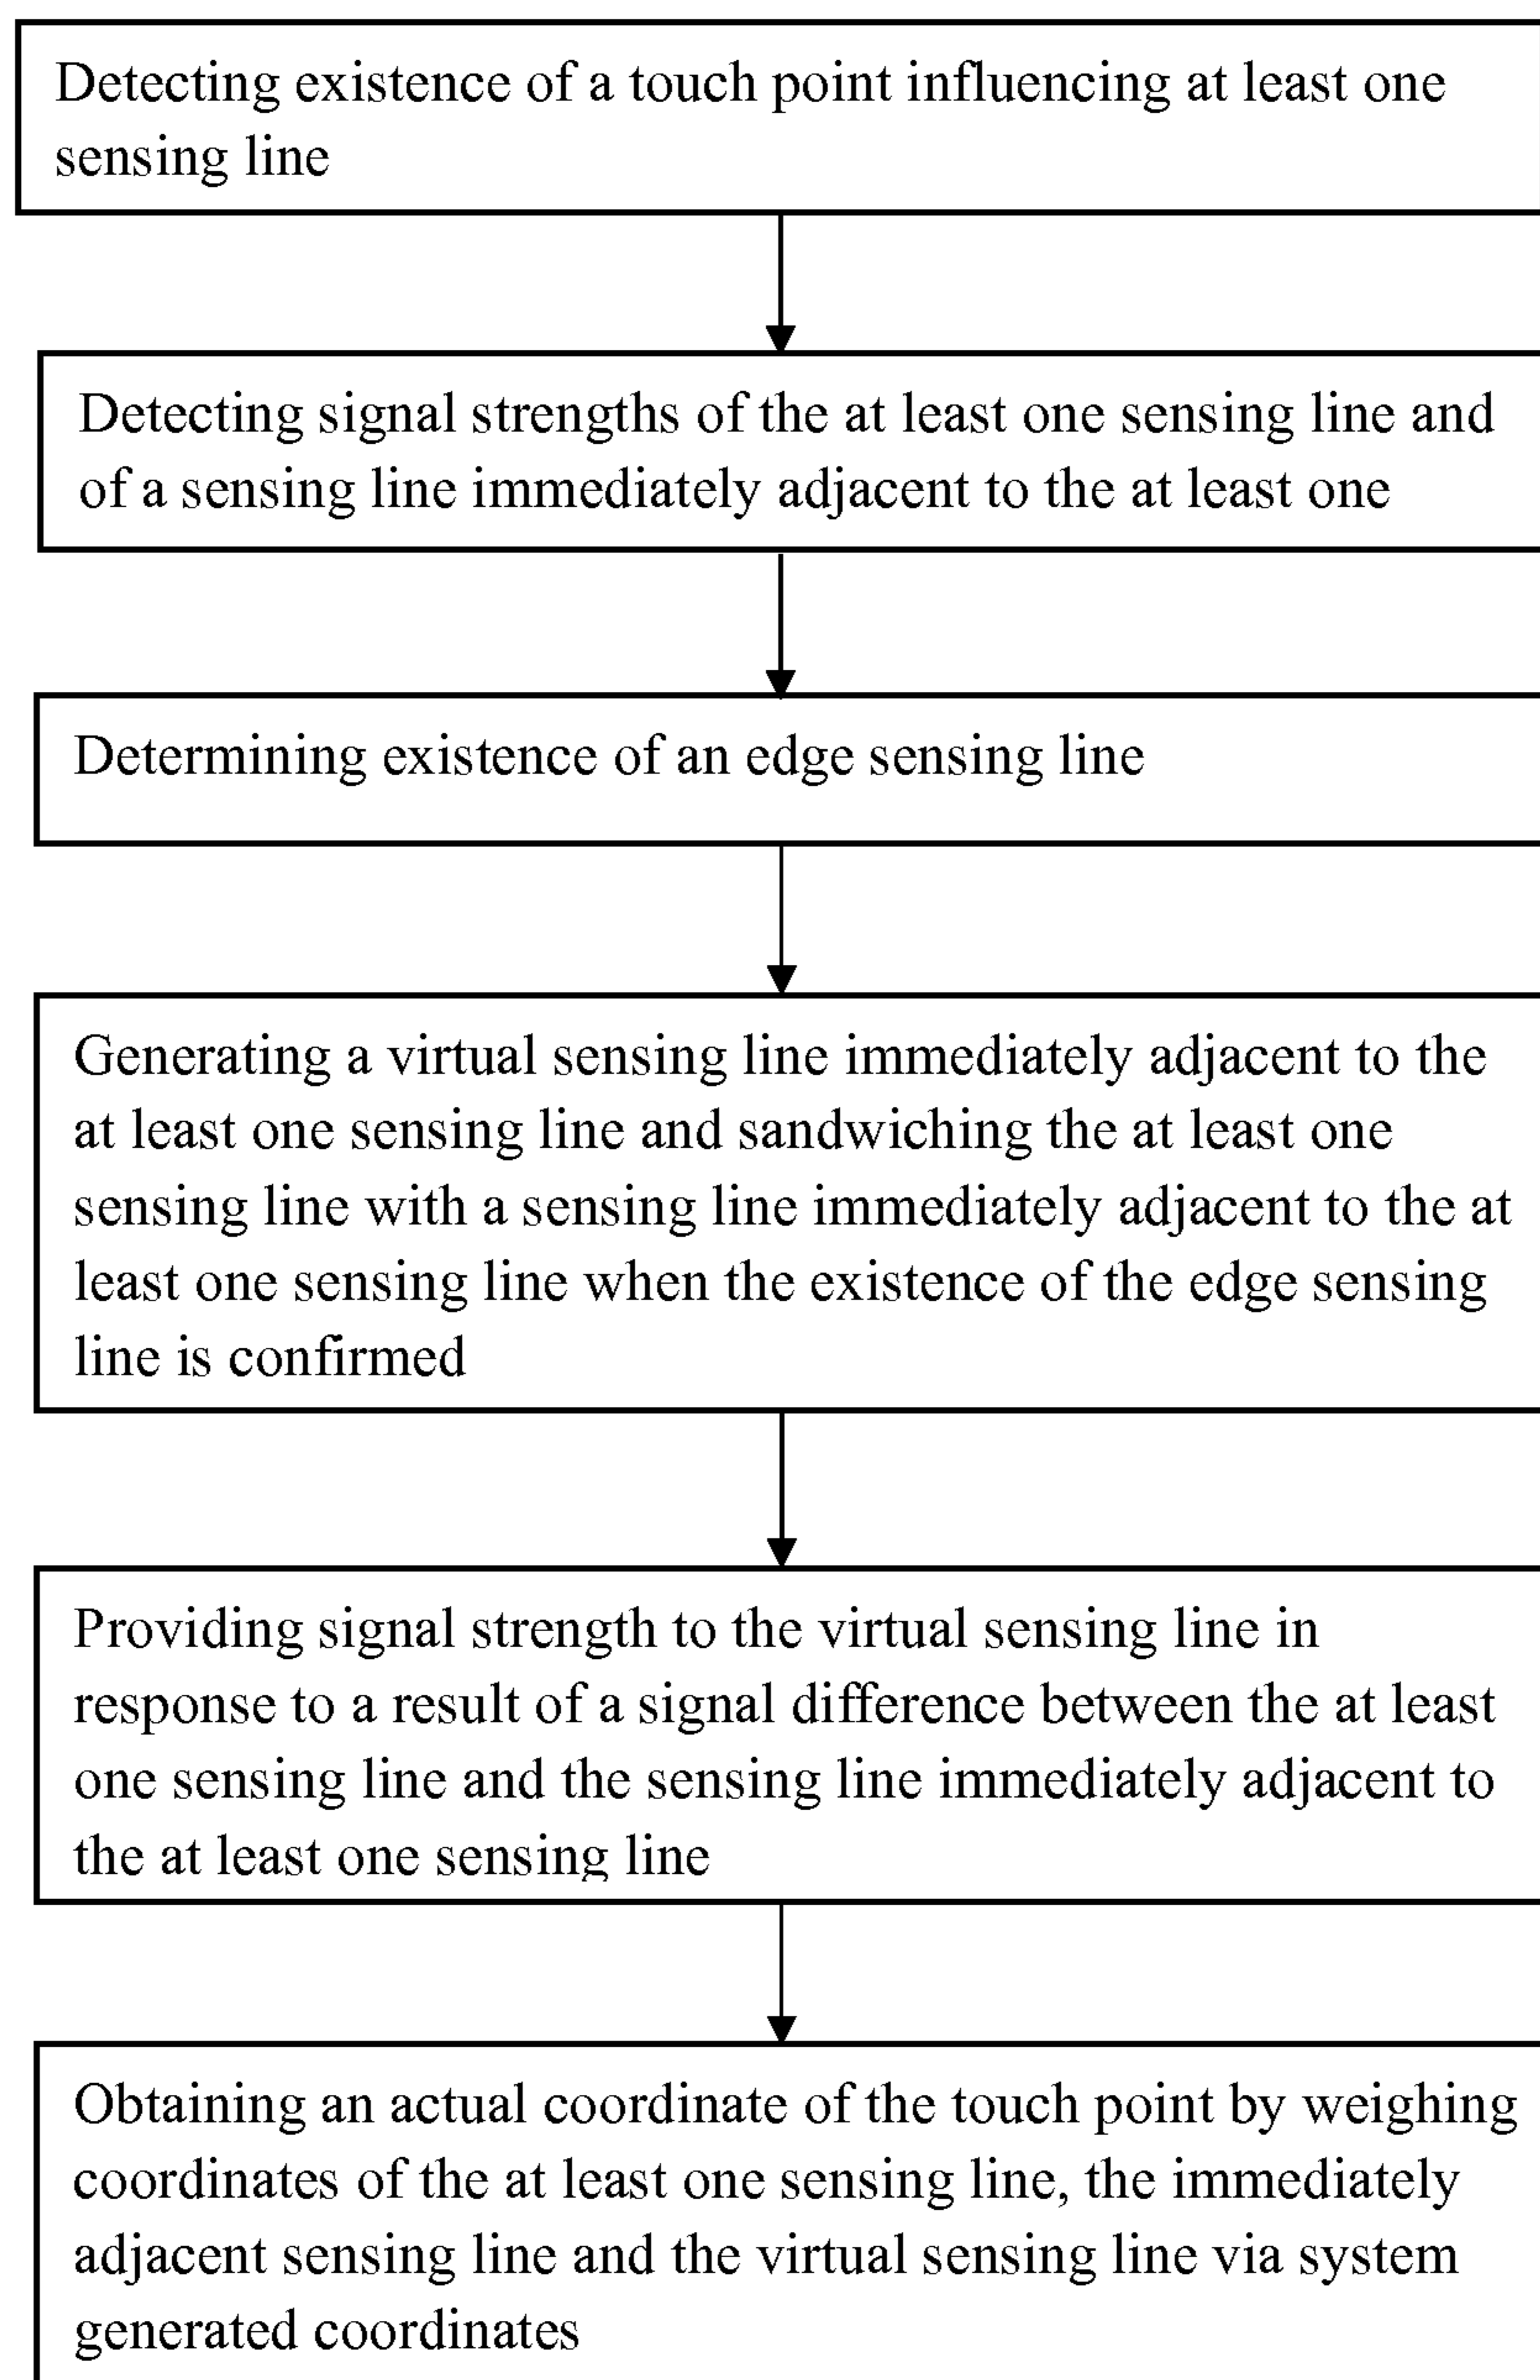 Detecting existence of a touch point influencing at least one
sensing line
Detecting signal strengths of the at least one sensing line and
of a sensing line immediately adjacent to the at least one
Determining existence of an edge sensing line
Generating a virtual sensing line immediately adjacent to the
at least one sensing line and sandwiching the at least one
sensing line with a sensing line immediately adjacent to the at
least one sensing line when the existence of the edge sensing
line is confirmed
Providing signal strength to the virtual sensing line in
response to a result of a signal difference between the at least
one sensing line and the sensing line immediately adjacent to
the at least one sensing line
Obtaining an actual coordinate of the touch point by weighing
coordinates of the at least one sensing line, the immediately
adjacent sensing line and the virtual sensing line via system
generated coordinates